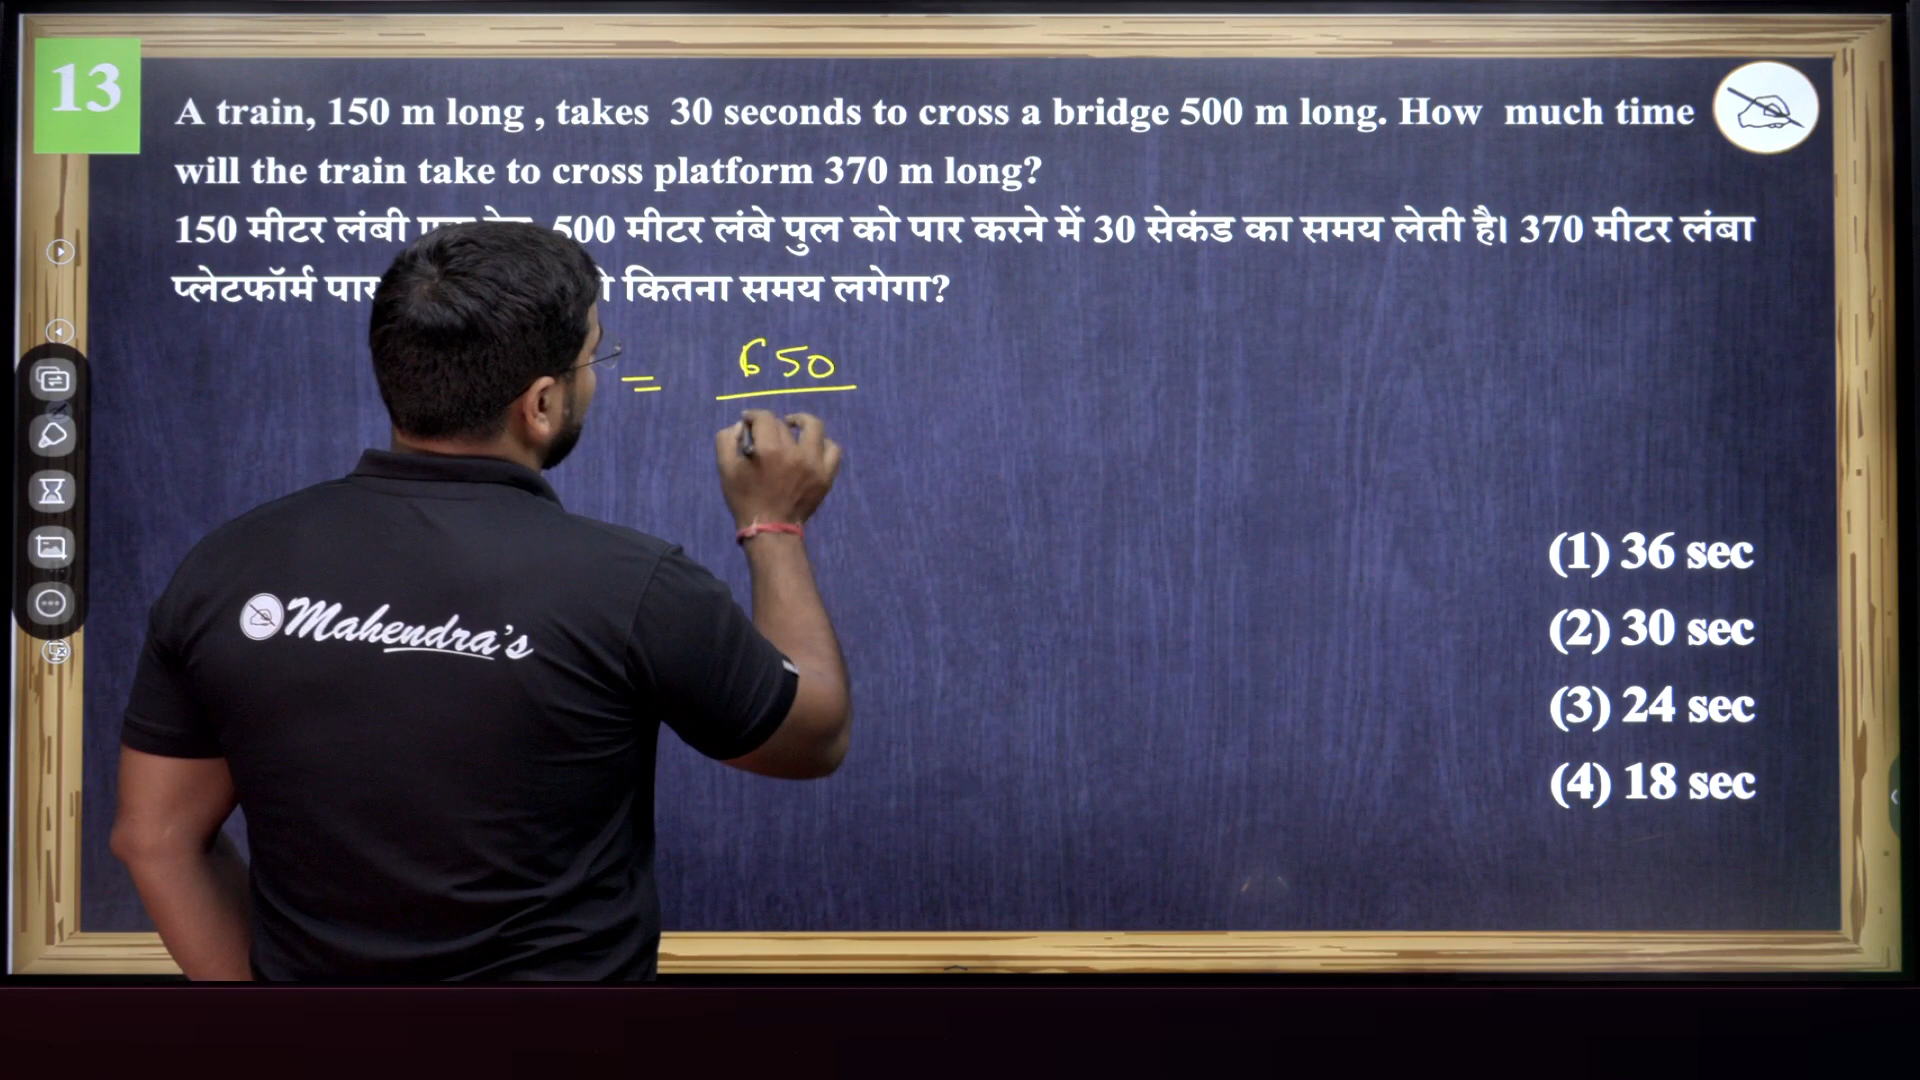 13
A train, 150 m long , takes 30 seconds to cross a bridge 500 m long. How much time
will the train take to cross platform 370 m long?
150 मीटर लंबी 500 मीटर लंबे पुल को पार करने में 30 सेकंड का समय लेती है। 370 मीटर लंबा
प्लेटफॉर्म पार कितना समय लगेगा?
= 650
(1) 36 sec
(2) 30 sec
(3) 24 sec
(4) 18 sec
Mahendra's